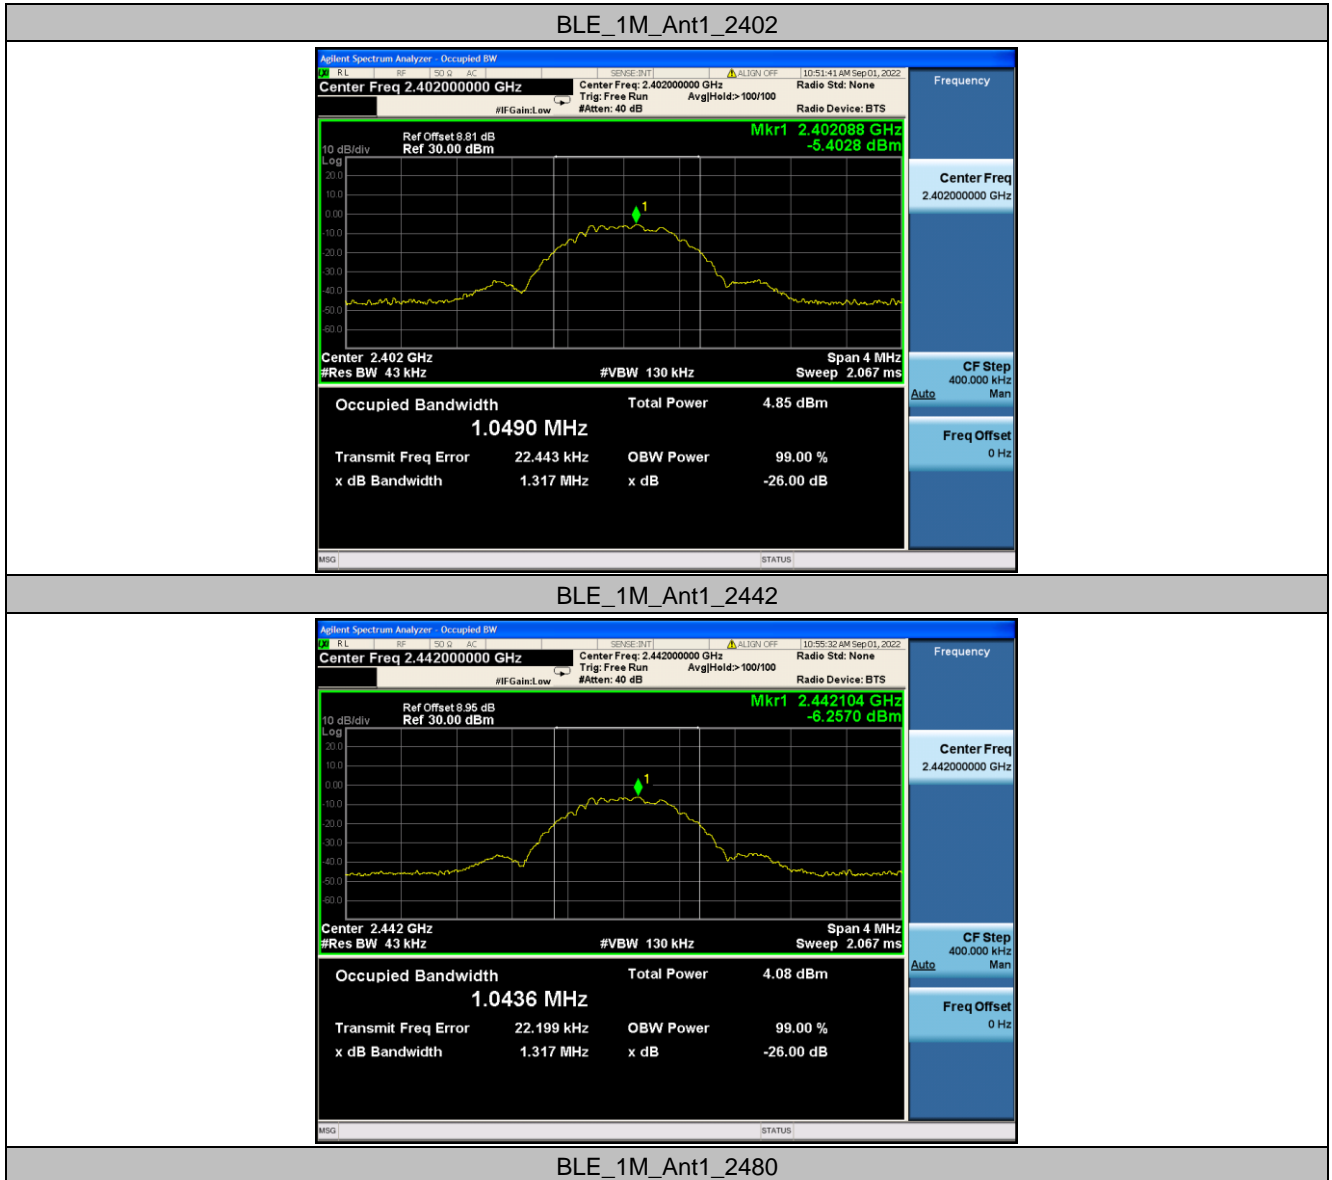 BLE_1M_Ant1_2402
Agilent Spectrum Analyzer - Occupied BW
RL RF 50 Ω AC SENSE:INT ALIGN OFF 10:51:41 AM Sep 01, 2022
Center Freq 2.402000000 GHz
Center Freq: 2.402000000 GHz
Radio Std: None
Trig: Free Run Avg|Hold:> 100/100
#IFGain:Low #Atten: 40 dB Radio Device: BTS
Frequency
Ref Offset 8.81 dB
10 dB/div Ref 30.00 dBm
Mkr1 2.402088 GHz
-5.4028 dBm
Log
20.0
10.0
0.00
-10.0
-20.0
-30.0
-40.0
-50.0
-60.0
1
Center 2.402 GHz Span 4 MHz
#Res BW 43 kHz #VBW 130 kHz Sweep 2.067 ms
Center Freq
2.402000000 GHz
CF Step
400.000 kHz
Auto Man
Freq Offset
0 Hz
Occupied Bandwidth Total Power 4.85 dBm
1.0490 MHz
Transmit Freq Error 22.443 kHz OBW Power 99.00 %
x dB Bandwidth 1.317 MHz x dB -26.00 dB
MSG STATUS
BLE_1M_Ant1_2442
Agilent Spectrum Analyzer - Occupied BW
RL RF 50 Ω AC SENSE:INT ALIGN OFF 10:55:32 AM Sep 01, 2022
Center Freq 2.442000000 GHz
Center Freq: 2.442000000 GHz
Radio Std: None
Trig: Free Run Avg|Hold:> 100/100
#IFGain:Low #Atten: 40 dB Radio Device: BTS
Frequency
Ref Offset 8.95 dB
10 dB/div Ref 30.00 dBm
Mkr1 2.442104 GHz
-6.2570 dBm
Log
20.0
10.0
0.00
-10.0
-20.0
-30.0
-40.0
-50.0
-60.0
1
Center 2.442 GHz Span 4 MHz
#Res BW 43 kHz #VBW 130 kHz Sweep 2.067 ms
Center Freq
2.442000000 GHz
CF Step
400.000 kHz
Auto Man
Freq Offset
0 Hz
Occupied Bandwidth Total Power 4.08 dBm
1.0436 MHz
Transmit Freq Error 22.199 kHz OBW Power 99.00 %
x dB Bandwidth 1.317 MHz x dB -26.00 dB
MSG STATUS
BLE_1M_Ant1_2480